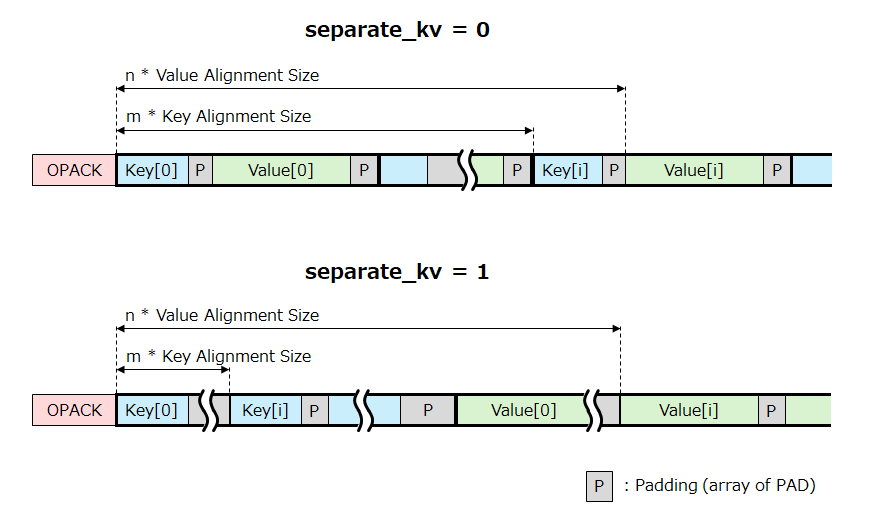 separate_kv = 0
n * Value Alignment Size
m * Key Alignment Size
OPACK Key[0] P Value[0] P P Key[i] P Value[i] P
separate_kv = 1
n * Value Alignment Size
m * Key Alignment Size
OPACK Key[0] Key[i] P P Value[0] Value[i] P
P : Padding (array of PAD)